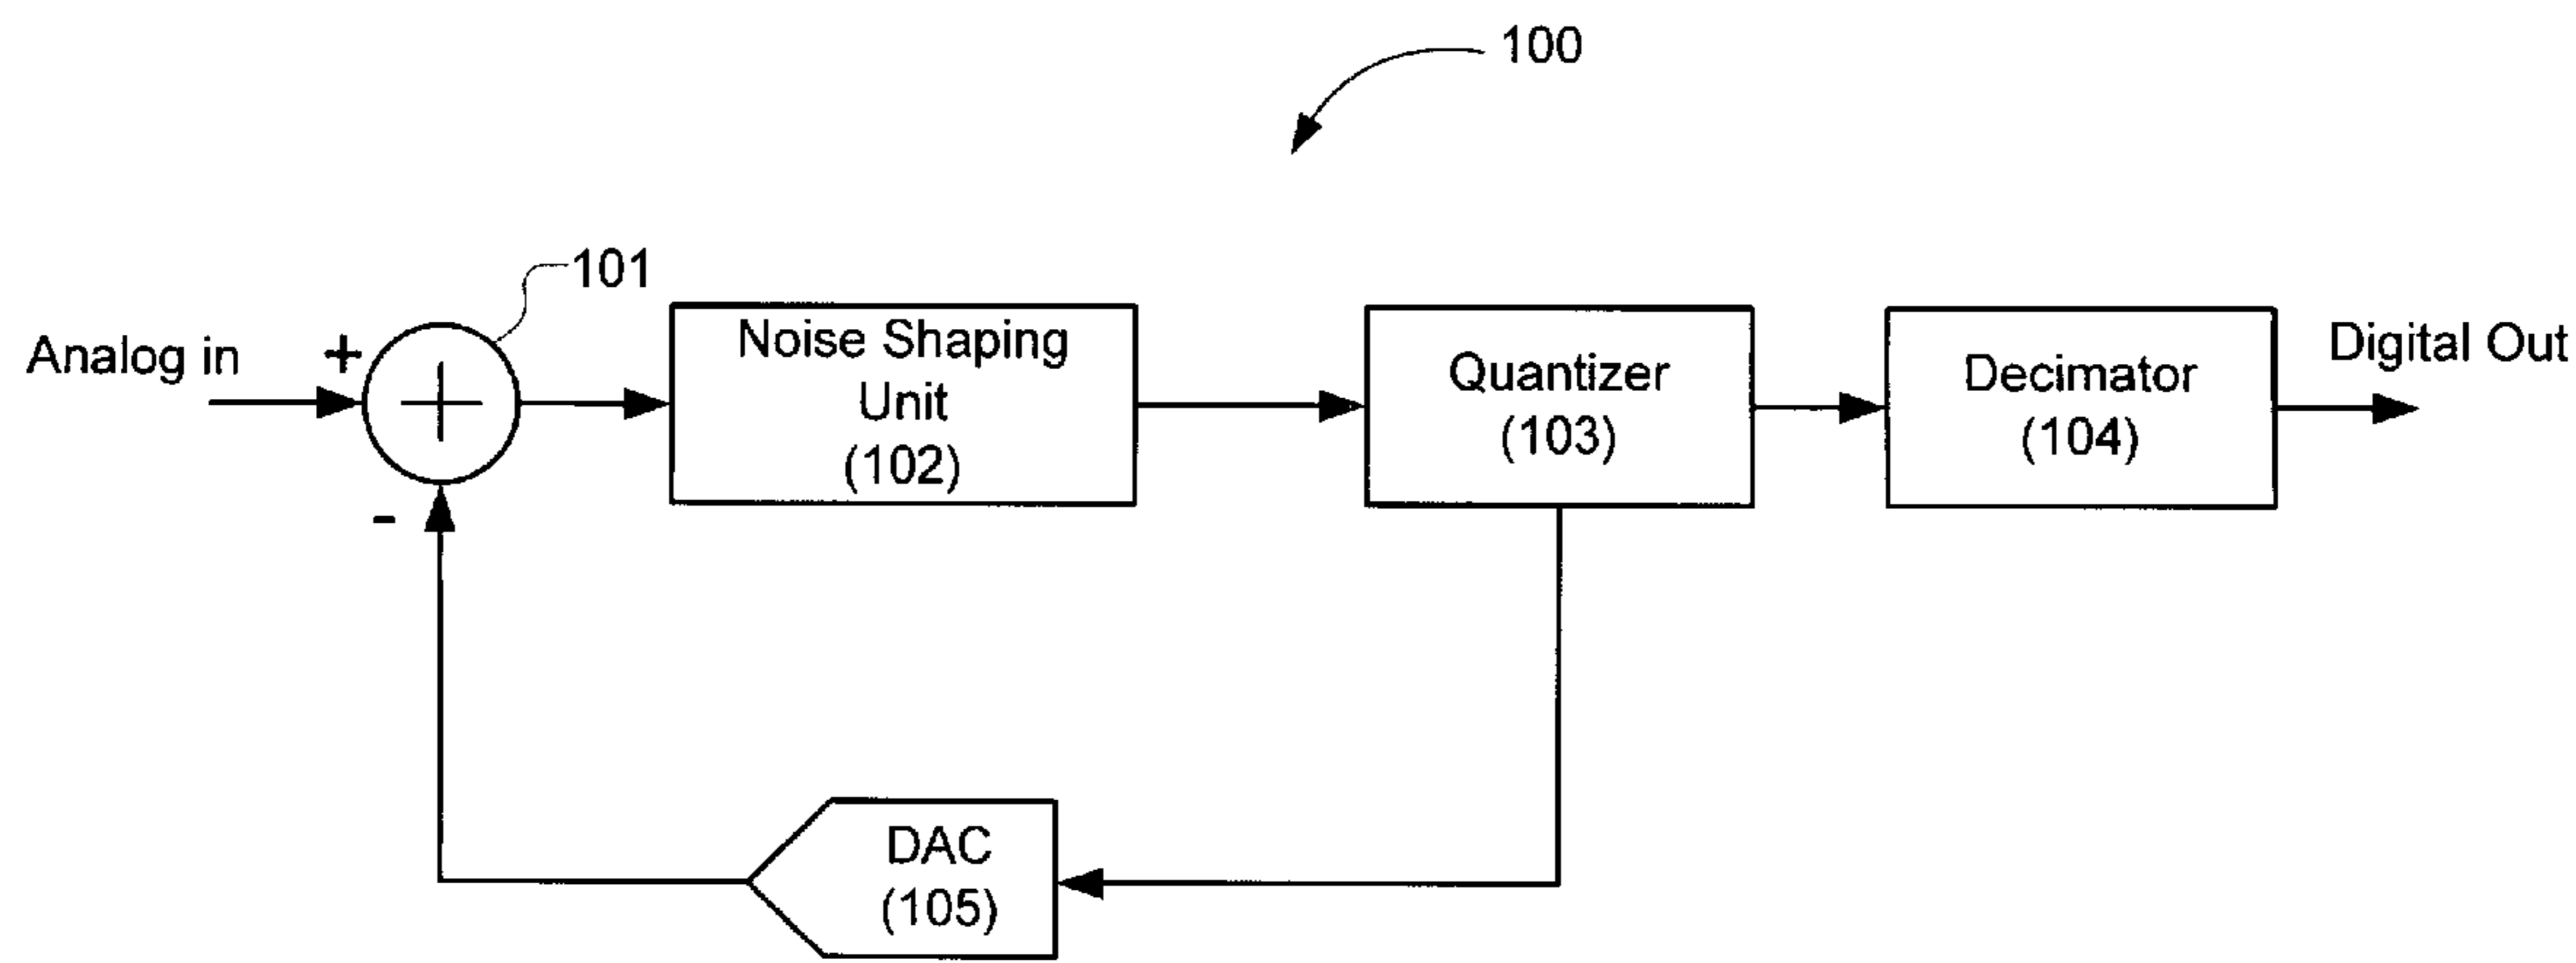 100
101
Analog in
+
Noise Shaping
Unit
(102)
Quantizer
(103)
Decimator
(104)
Digital Out
-
DAC
(105)